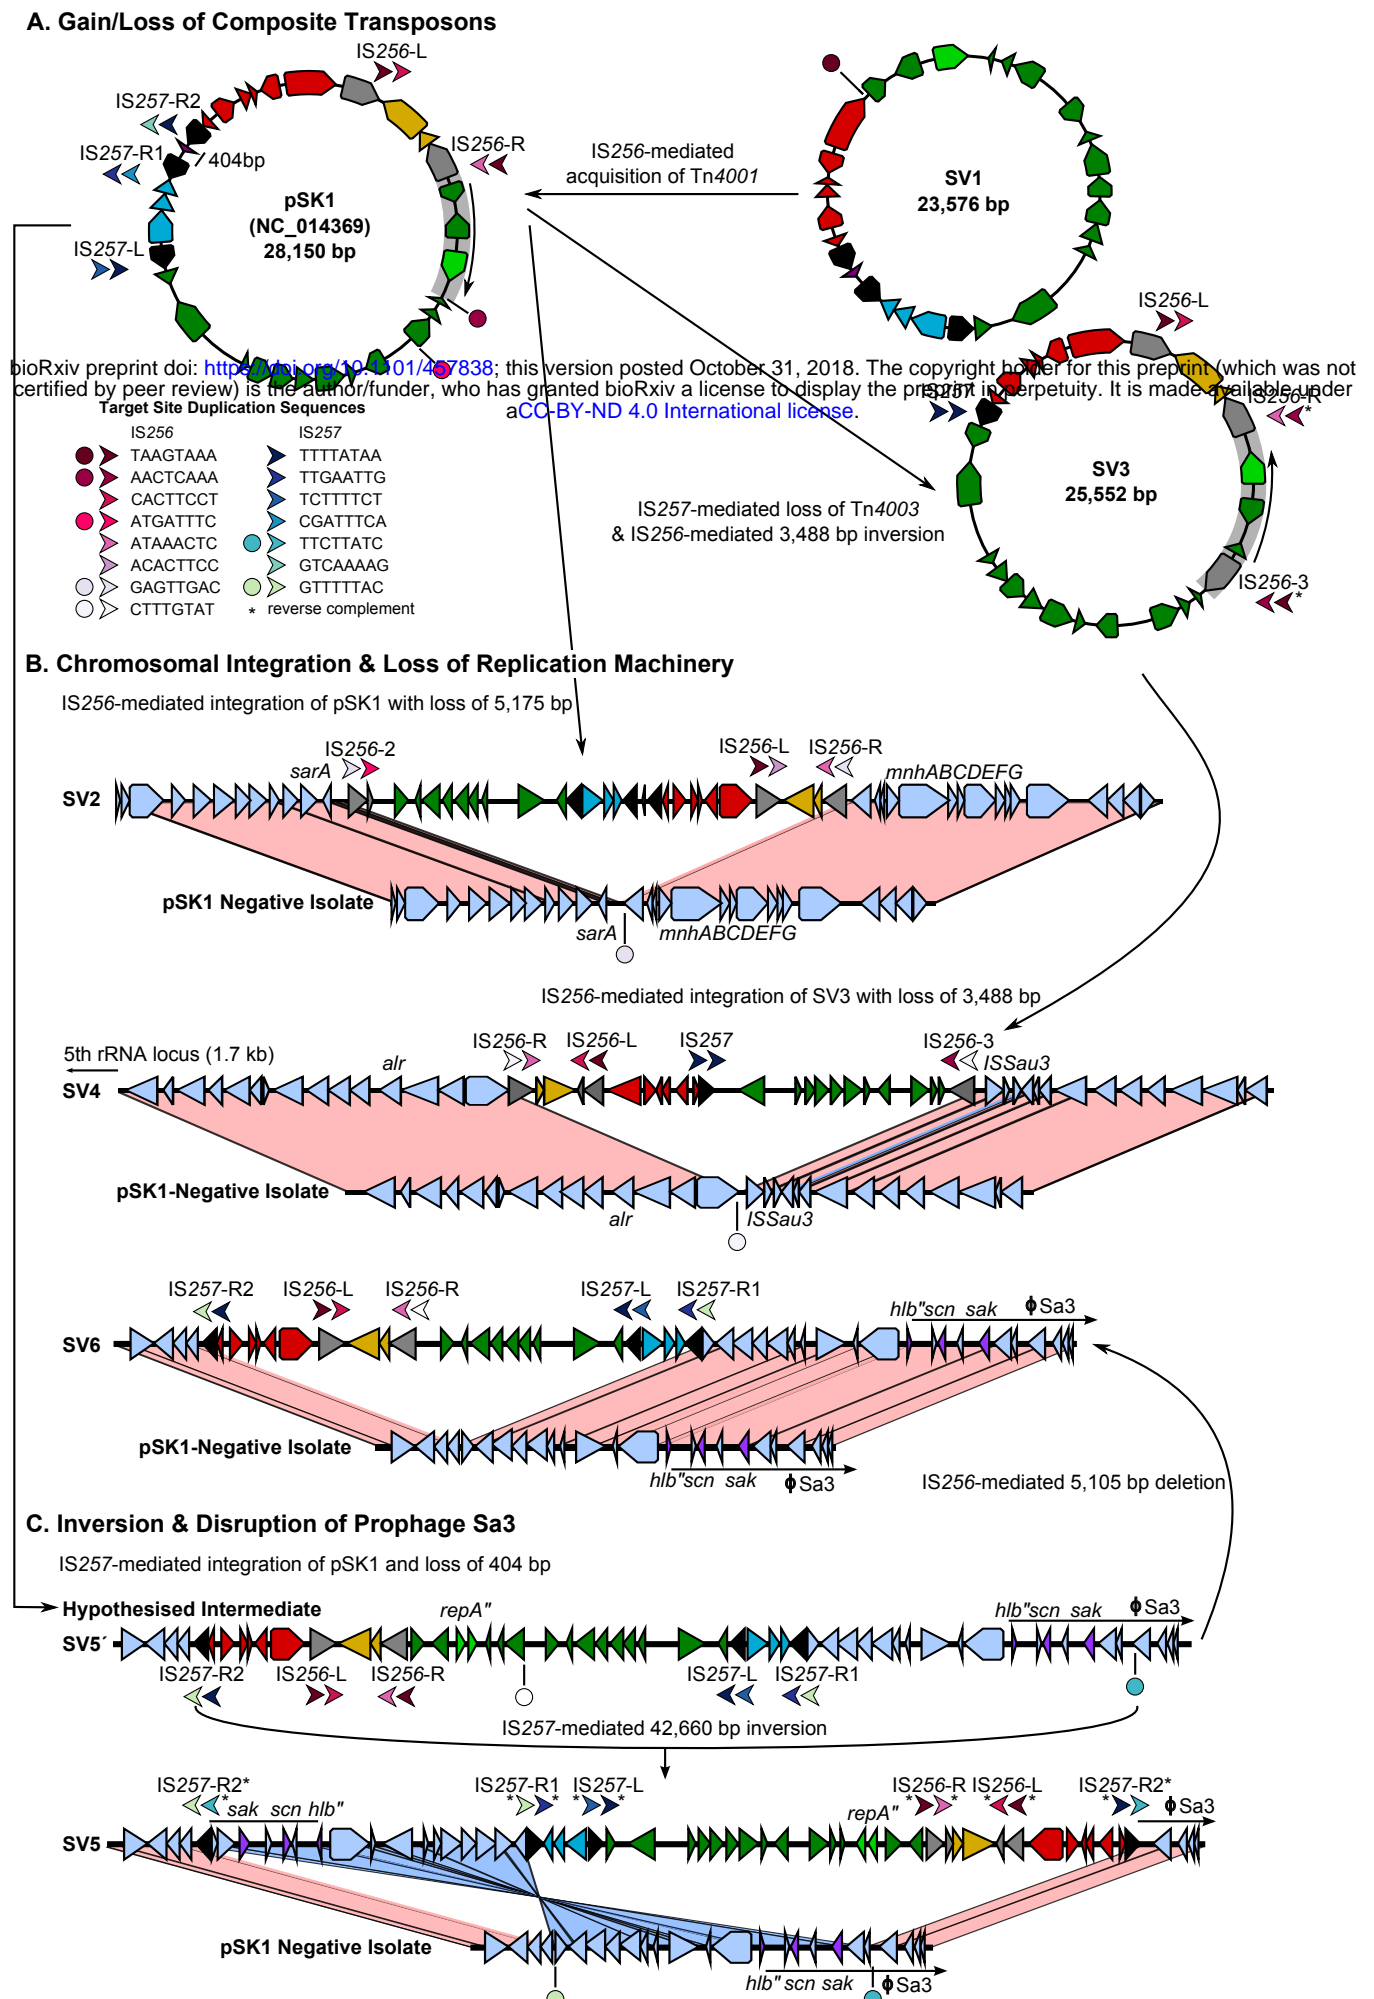 A. Gain/Loss of Composite Transposons
IS256-L
IS257-R2
IS257-R1
404bp
IS256-R
pSK1
(NC_014369)
28,150 bp
IS257-L
IS256-mediated
acquisition of Tn4001
SV1
23,576 bp
IS256-L
IS257
IS256-R
*
SV3
25,552 bp
IS256-3
*
IS257-mediated loss of Tn4003
& IS256-mediated 3,488 bp inversion
bioRxiv preprint doi: https://doi.org/10.1101/457838; this version posted October 31, 2018. The copyright holder for this preprint (which was not
certified by peer review) is the author/funder, who has granted bioRxiv a license to display the preprint in perpetuity. It is made available under
aCC-BY-ND 4.0 International license.
Target Site Duplication Sequences
IS256 IS257
TAAGTAAA TTTTATAA
AACTCAAA TTGAATTG
CACTTCCT TCTTTTCT
ATGATTTC CGATTTCA
ATAAACTC TTCTTATC
ACACTTCC GTCAAAAG
GAGTTGAC GTTTTTAC
CTTTGTAT * reverse complement
B. Chromosomal Integration & Loss of Replication Machinery
IS256-mediated integration of pSK1 with loss of 5,175 bp
IS256-2 IS256-L IS256-R
sarA mnhABCDEFG
SV2
pSK1 Negative Isolate
sarA mnhABCDEFG
IS256-mediated integration of SV3 with loss of 3,488 bp
IS256-R IS256-L IS257 IS256-3
5th rRNA locus (1.7 kb) alr ISSau3
SV4
pSK1-Negative Isolate
alr ISSau3
IS257-R2 IS256-L IS256-R IS257-L IS257-R1
hlb" scn sak ϕSa3
SV6
pSK1-Negative Isolate
hlb" scn sak ϕSa3
IS256-mediated 5,105 bp deletion
C. Inversion & Disruption of Prophage Sa3
IS257-mediated integration of pSK1 and loss of 404 bp
Hypothesised Intermediate repA" hlb" scn sak ϕSa3
SV5´
IS257-R2 IS256-L IS256-R IS257-L IS257-R1
IS257-mediated 42,660 bp inversion
IS257-R2* IS257-R1 IS257-L IS256-R IS256-L IS257-R2*
* * * * * * * * * *
sak scn hlb" repA" ϕSa3
SV5
pSK1 Negative Isolate
hlb" scn sak ϕSa3